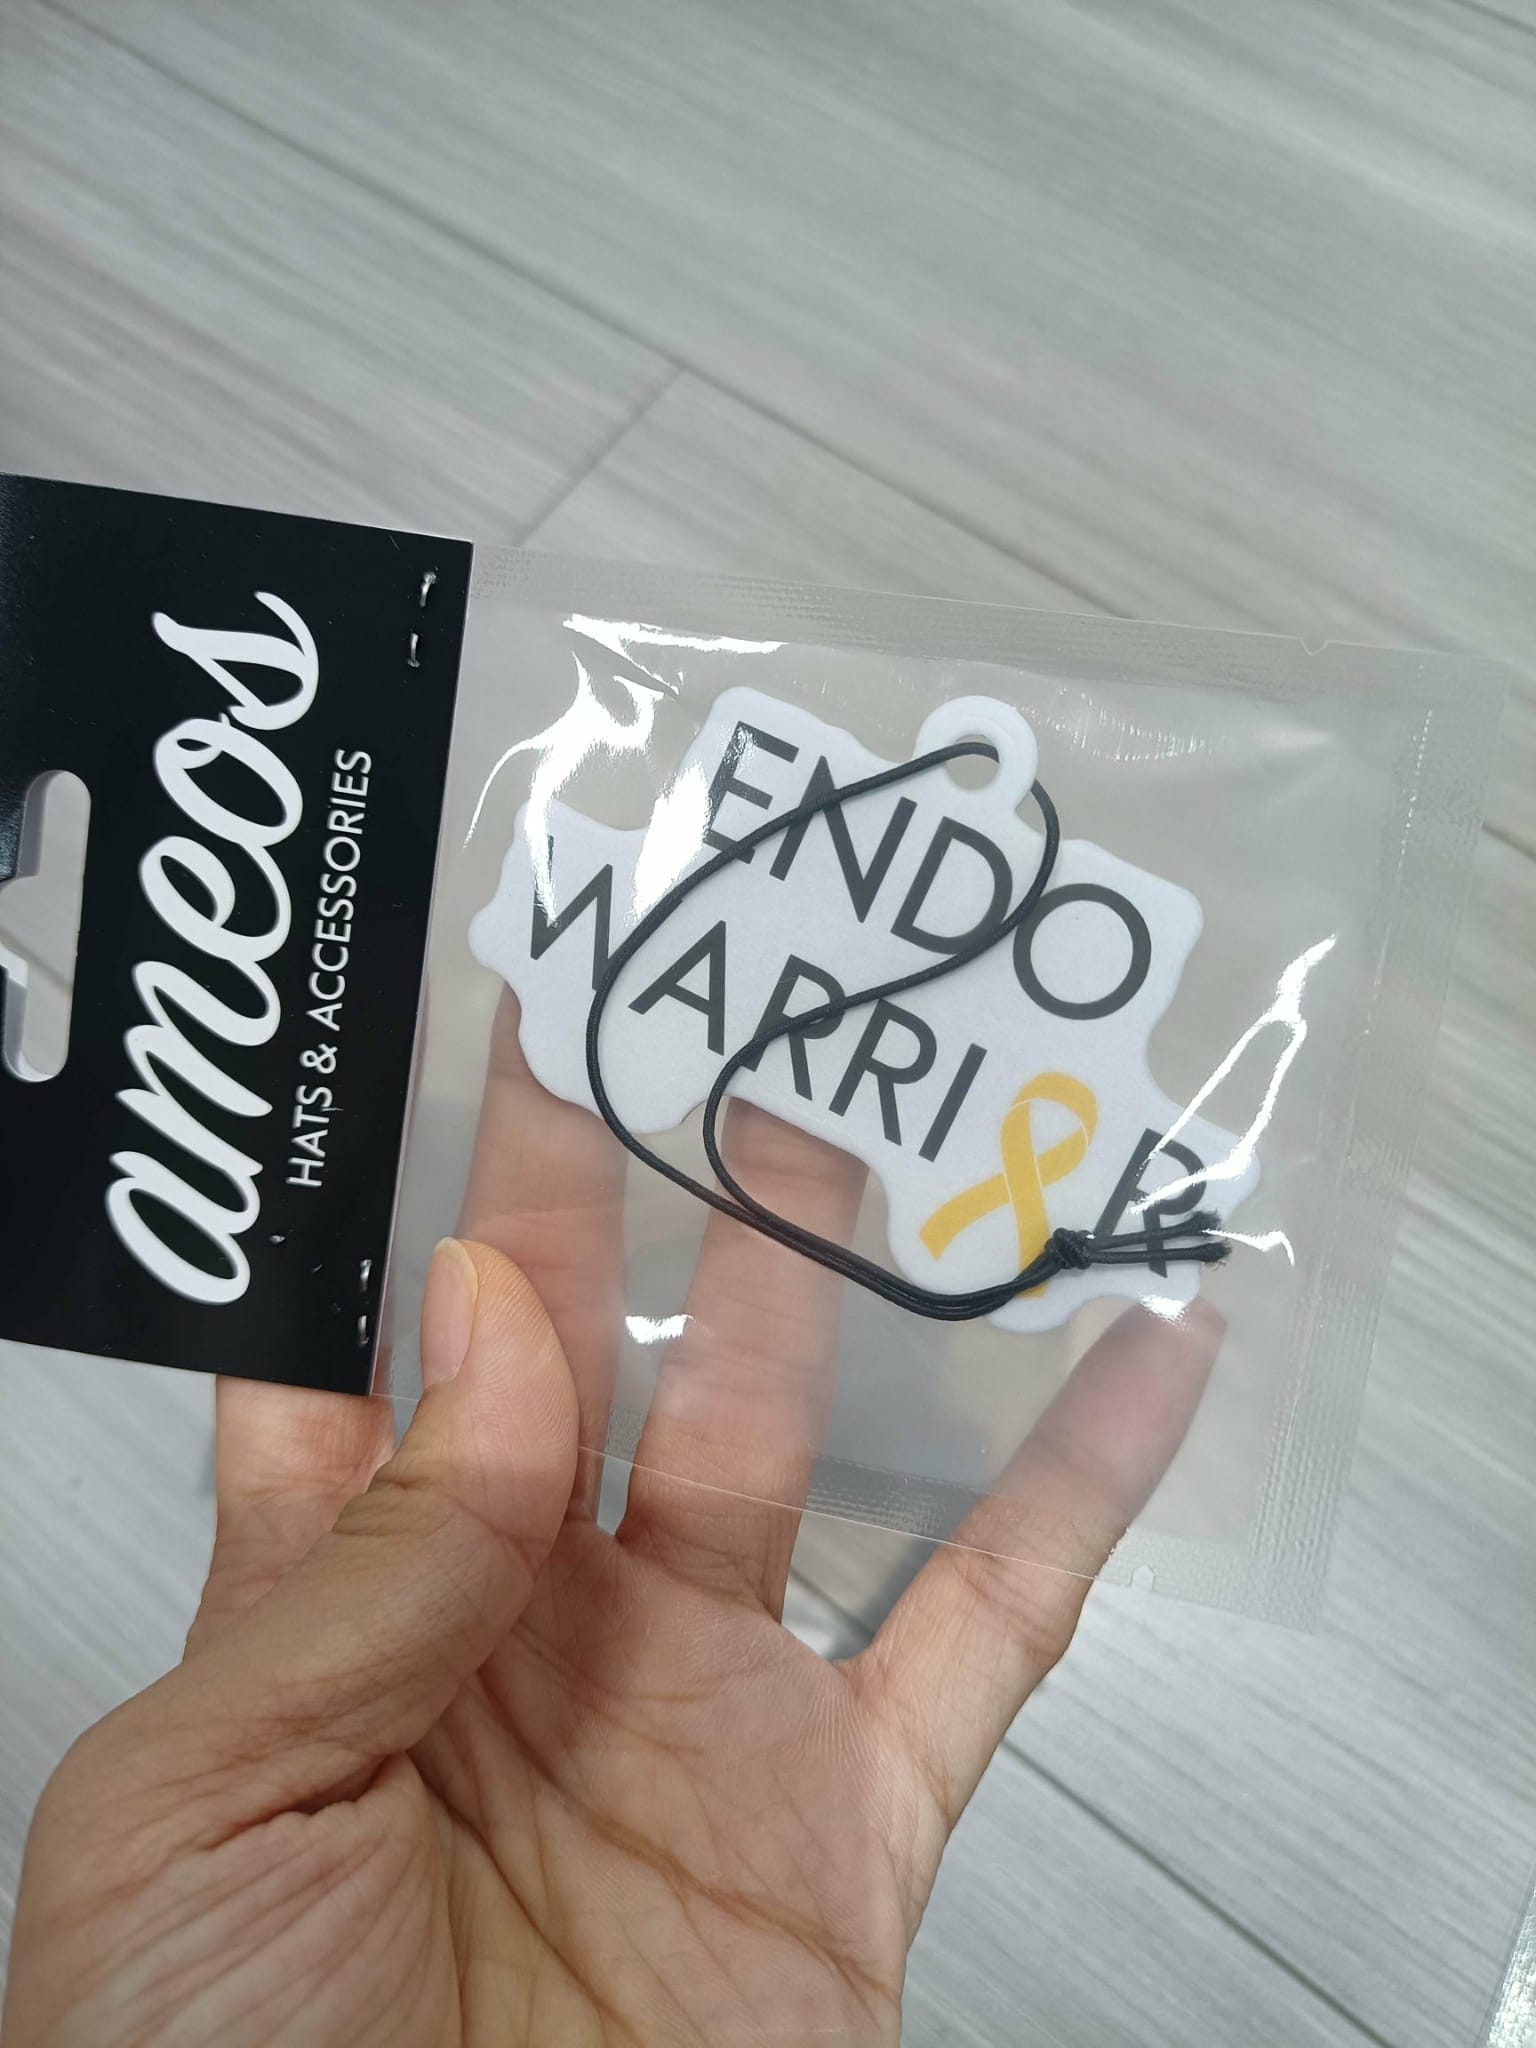 ameos
HATS & ACCESSORIES
ENDO
WARRI R